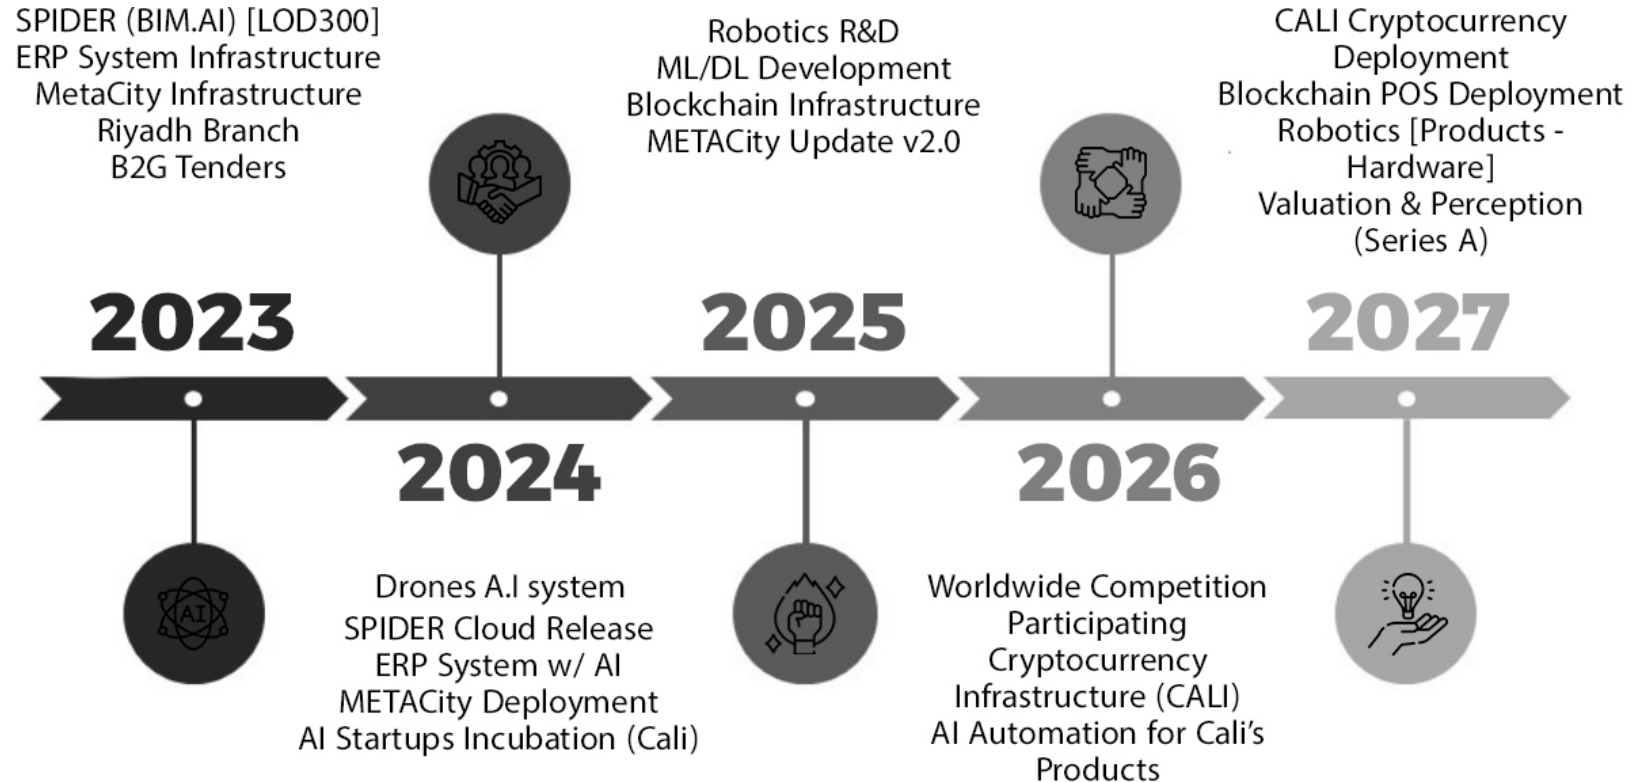 SPIDER (BIM.AI) [LOD300]
ERP System Infrastructure
MetaCity Infrastructure
Riyadh Branch
B2G Tenders
2023
AI
2024
Drones A.I system
SPIDER Cloud Release
ERP System w/ AI
METACity Deployment
AI Startups Incubation (Cali)
Robotics R&D
ML/DL Development
Blockchain Infrastructure
METACity Update v2.0
2025
2026
Worldwide Competition
Participating
Cryptocurrency
Infrastructure (CALI)
AI Automation for Cali’s
Products
CALI Cryptocurrency
Deployment
Blockchain POS Deployment
Robotics [Products -
Hardware]
Valuation & Perception
(Series A)
2027